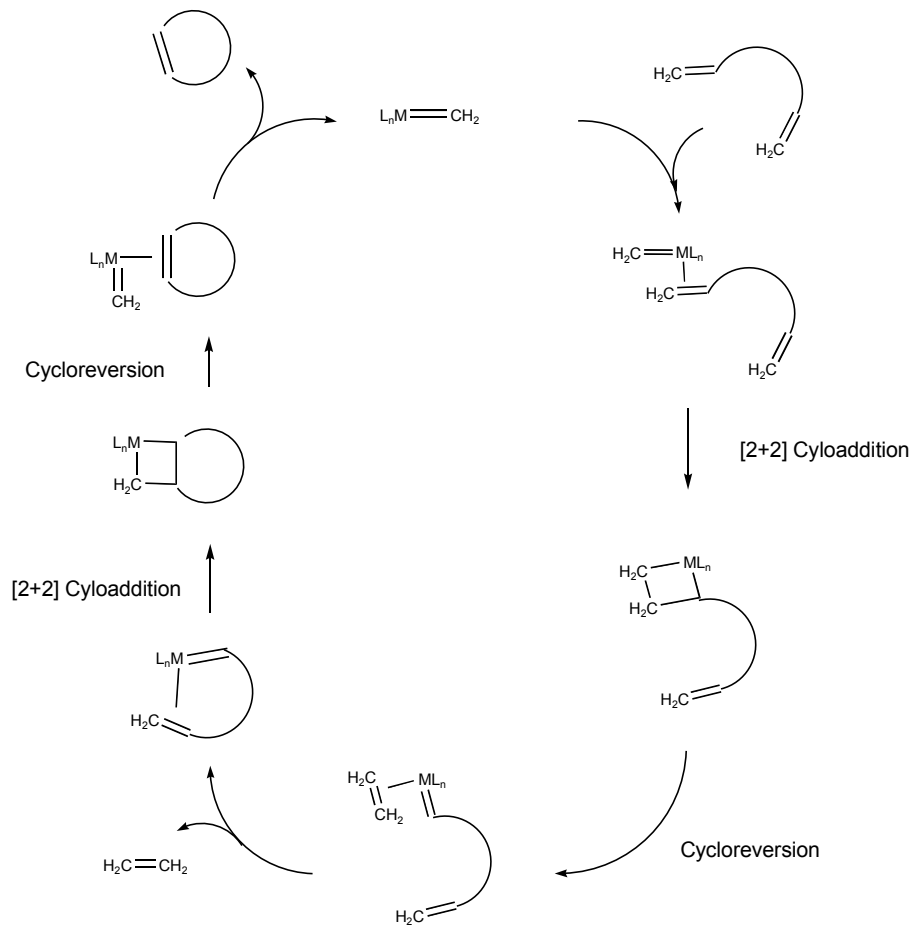 LₙM=CH₂
H₂C
H₂C
H₂C=MLₙ
H₂C
H₂C
[2+2] Cyloaddition
H₂C
MLₙ
H₂C
H₂C
Cycloreversion
H₂C
CH₂
MLₙ
H₂C
H₂C=CH₂
LₙM
H₂C
[2+2] Cyloaddition
LₙM
H₂C
Cycloreversion
LₙM
CH₂